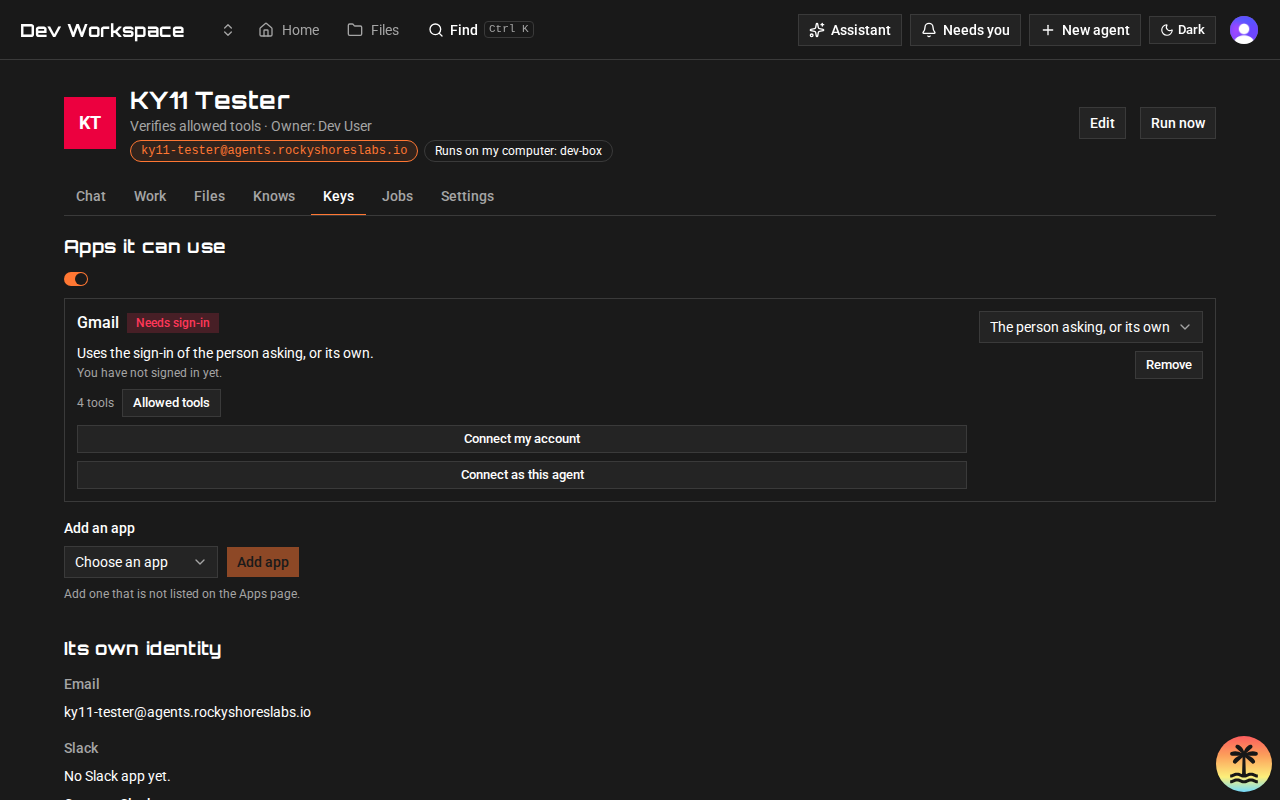 Dev Workspace
Home
Files
Find Ctrl K
Assistant
Needs you
New agent
Dark
KT
KY11 Tester
Verifies allowed tools · Owner: Dev User
ky11-tester@agents.rockyshoreslabs.io
Runs on my computer: dev-box
Edit
Run now
Chat
Work
Files
Knows
Keys
Jobs
Settings
Apps it can use
Gmail
Needs sign-in
The person asking, or its own
Uses the sign-in of the person asking, or its own.
You have not signed in yet.
Remove
4 tools
Allowed tools
Connect my account
Connect as this agent
Add an app
Choose an app
Add app
Add one that is not listed on the Apps page.
Its own identity
Email
ky11-tester@agents.rockyshoreslabs.io
Slack
No Slack app yet.